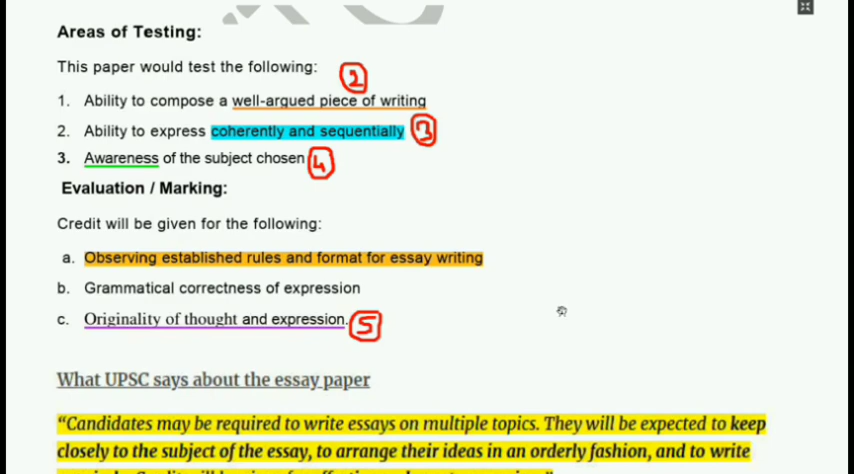 Areas of Testing:
This paper would test the following:
2
1. Ability to compose a well-argued piece of writing
2. Ability to express coherently and sequentially 3
3. Awareness of the subject chosen 4
Evaluation / Marking:
Credit will be given for the following:
a. Observing established rules and format for essay writing
b. Grammatical correctness of expression
c. Originality of thought and expression. 5
What UPSC says about the essay paper
“Candidates may be required to write essays on multiple topics. They will be expected to keep
closely to the subject of the essay, to arrange their ideas in an orderly fashion, and to write